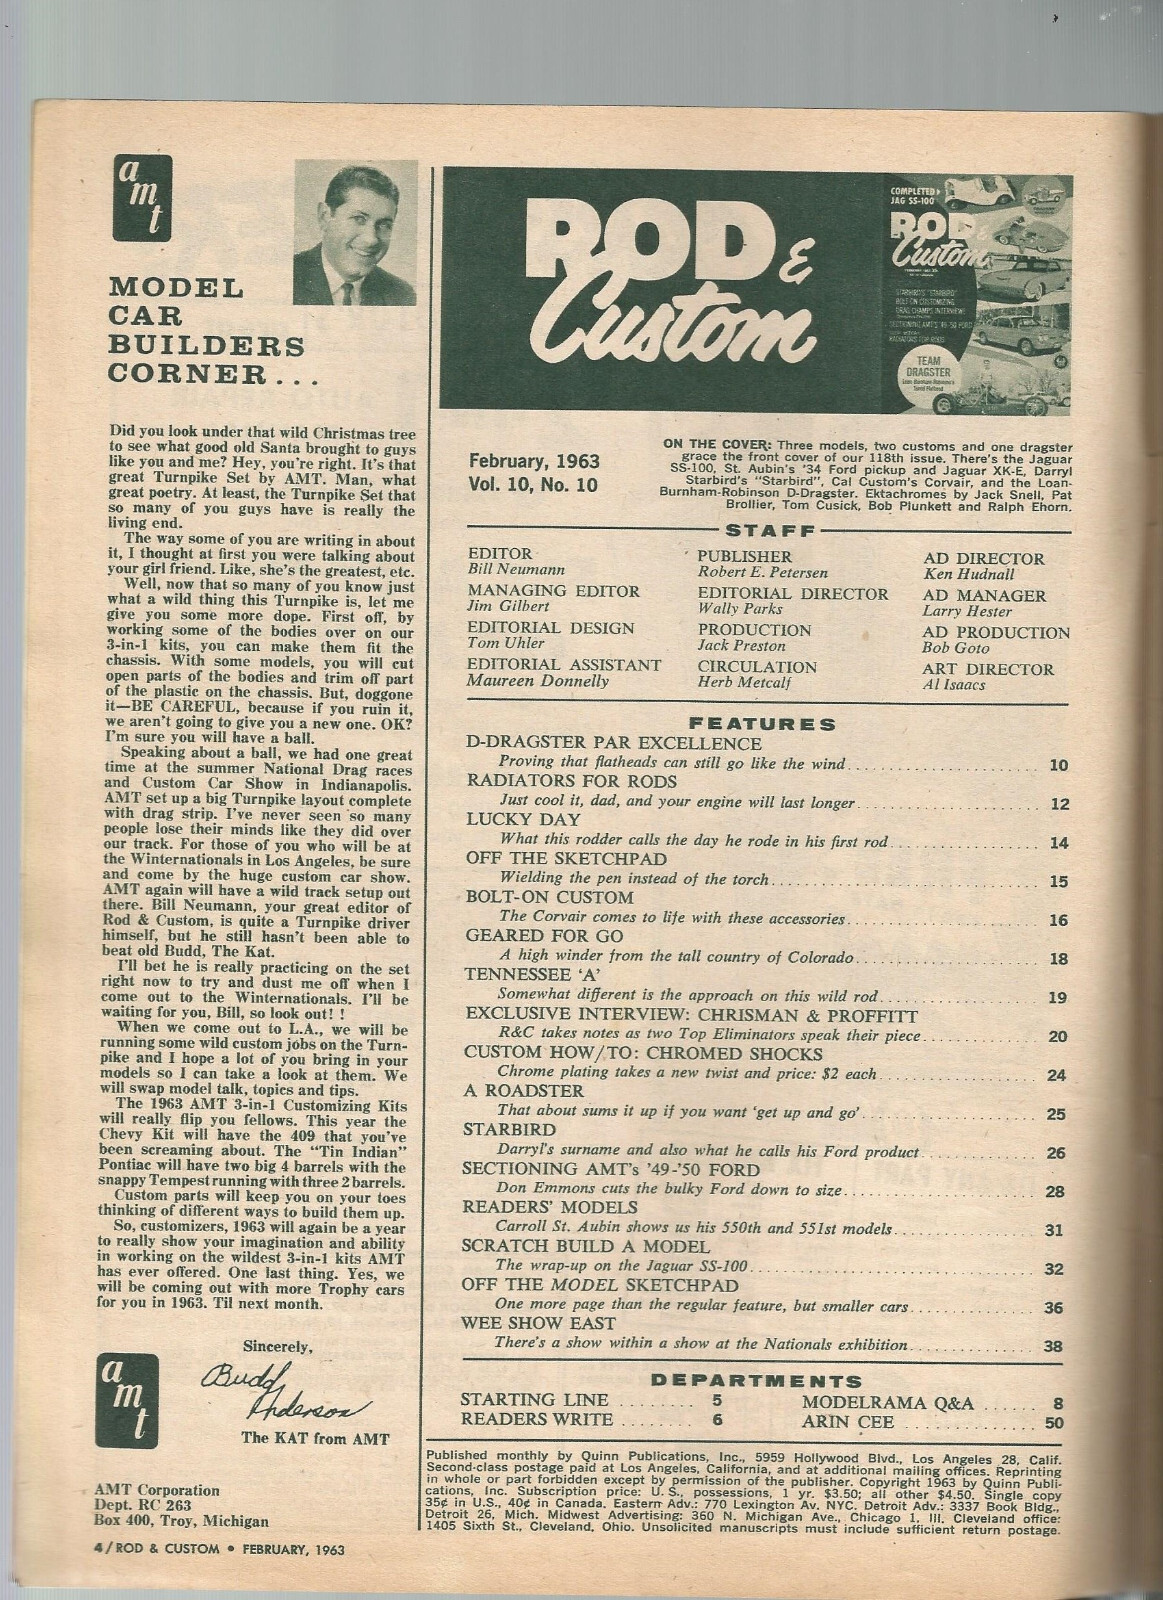 amt
MODEL
CAR
BUILDERS
CORNER...
Did you look under that wild Christmas tree
to see what good old Santa brought to guys
like you and me? Hey, you're right. It's that
great Turnpike Set by AMT. Man, what
great poetry. At least, the Turnpike Set that
so many of you guys have is really the
living end.
The way some of you are writing in about
it, I thought at first you were talking about
your girl friend. Like, she's the greatest, etc.
Well, now that so many of you know just
what a wild thing this Turnpike is, let me
give you some more dope. First off, by
working some of the bodies over on our
3-in-1 kits, you can make them fit the
chassis. With some models, you will cut
open parts of the bodies and trim off part
of the plastic on the chassis. But, doggone
it—BE CAREFUL, because if you ruin it,
we aren't going to give you a new one. OK?
I'm sure you will have a ball.
Speaking about a ball, we had one great
time at the summer National Drag races
and Custom Car Show in Indianapolis.
AMT set up a big Turnpike layout complete
with drag strip. I've never seen so many
people lose their minds like they did over
our track. For those of you who will be at
the Winternationals in Los Angeles, be sure
and come by the huge custom car show.
AMT again will have a wild track setup out
there. Bill Neumann, your great editor of
Rod & Custom, is quite a Turnpike driver
himself, but he still hasn't been able to
beat old Budd, The Kat.
I'll bet he is really practicing on the set
right now to try and dust me off when I
come out to the Winternationals. I'll be
waiting for you, Bill, so look out! !
When we come out to L.A., we will be
running some wild custom jobs on the Turn-
pike and I hope a lot of you bring in your
models so I can take a look at them. We
will swap model talk, topics and tips.
The 1963 AMT 3-in-1 Customizing Kits
will really flip you fellows. This year the
Chevy Kit will have the 409 that you've
been screaming about. The "Tin Indian"
Pontiac will have two big 4 barrels with the
snappy Tempest running with three 2 barrels.
Custom parts will keep you on your toes
thinking of different ways to build them up.
So, customizers, 1963 will again be a year
to really show your imagination and ability
in working on the wildest 3-in-1 kits AMT
has ever offered. One last thing. Yes, we
will be coming out with more Trophy cars
for you in 1963. Til next month.
Sincerely,
Budd
Anderson
The KAT from AMT
amt
AMT Corporation
Dept. RC 263
Box 400, Troy, Michigan
4/ROD & CUSTOM • FEBRUARY, 1963
ROD &
Custom
COMPLETED
JAG SS-100
ROD &
Custom
STARBIRD'S "STARBIRD"
BOLT-ON CUSTOMIZING
DRAG CHAMPS INTERVIEW!
SECTIONING AMT'S '49-'50 FORD
RADIATORS FOR RODS
TEAM
DRAGSTER
February, 1963
Vol. 10, No. 10
ON THE COVER: Three models, two customs and one dragster
grace the front cover of our 118th issue. There's the Jaguar
SS-100, St. Aubin's '34 Ford pickup and Jaguar XK-E, Darryl
Starbird's "Starbird", Cal Custom's Corvair, and the Loan-
Burnham-Robinson D-Dragster. Ektachromes by Jack Snell, Pat
Brollier, Tom Cusick, Bob Plunkett and Ralph Ehorn.
STAFF
EDITOR
Bill Neumann
MANAGING EDITOR
Jim Gilbert
EDITORIAL DESIGN
Tom Uhler
EDITORIAL ASSISTANT
Maureen Donnelly
PUBLISHER
Robert E. Petersen
EDITORIAL DIRECTOR
Wally Parks
PRODUCTION
Jack Preston
CIRCULATION
Herb Metcalf
AD DIRECTOR
Ken Hudnall
AD MANAGER
Larry Hester
AD PRODUCTION
Bob Goto
ART DIRECTOR
Al Isaacs
FEATURES
D-DRAGSTER PAR EXCELLENCE
Proving that flatheads can still go like the wind 10
RADIATORS FOR RODS
Just cool it, dad, and your engine will last longer 12
LUCKY DAY
What this rodder calls the day he rode in his first rod 14
OFF THE SKETCHPAD
Wielding the pen instead of the torch 15
BOLT-ON CUSTOM
The Corvair comes to life with these accessories 16
GEARED FOR GO
A high winder from the tall country of Colorado 18
TENNESSEE 'A'
Somewhat different is the approach on this wild rod 19
EXCLUSIVE INTERVIEW: CHRISMAN & PROFFITT
R&C takes notes as two Top Eliminators speak their piece 20
CUSTOM HOW/TO: CHROMED SHOCKS
Chrome plating takes a new twist and price: $2 each 24
A ROADSTER
That about sums it up if you want 'get up and go' 25
STARBIRD
Darryl's surname and also what he calls his Ford product 26
SECTIONING AMT's '49-'50 FORD
Don Emmons cuts the bulky Ford down to size 28
READERS' MODELS
Carroll St. Aubin shows us his 550th and 551st models 31
SCRATCH BUILD A MODEL
The wrap-up on the Jaguar SS-100 32
OFF THE MODEL SKETCHPAD
One more page than the regular feature, but smaller cars 36
WEE SHOW EAST
There's a show within a show at the Nationals exhibition 38
DEPARTMENTS
STARTING LINE 5
READERS WRITE 6
MODELRAMA Q&A 8
ARIN CEE 50
Published monthly by Quinn Publications, Inc., 5959 Hollywood Blvd., Los Angeles 28, Calif.
Second-class postage paid at Los Angeles, California, and at additional mailing offices. Reprinting
in whole or part forbidden except by permission of the publisher. Copyright 1963 by Quinn Publi-
cations, Inc. Subscription price: U. S., possessions, 1 yr. $3.50; all other $4.50. Single copy
35¢ in U.S., 40¢ in Canada. Eastern Adv.: 770 Lexington Av. NYC. Detroit Adv.: 3337 Book Bldg.,
Detroit 26, Mich. Midwest Advertising: 360 N. Michigan Ave., Chicago 1, Ill. Cleveland office:
1405 Sixth St., Cleveland, Ohio. Unsolicited manuscripts must include sufficient return postage.